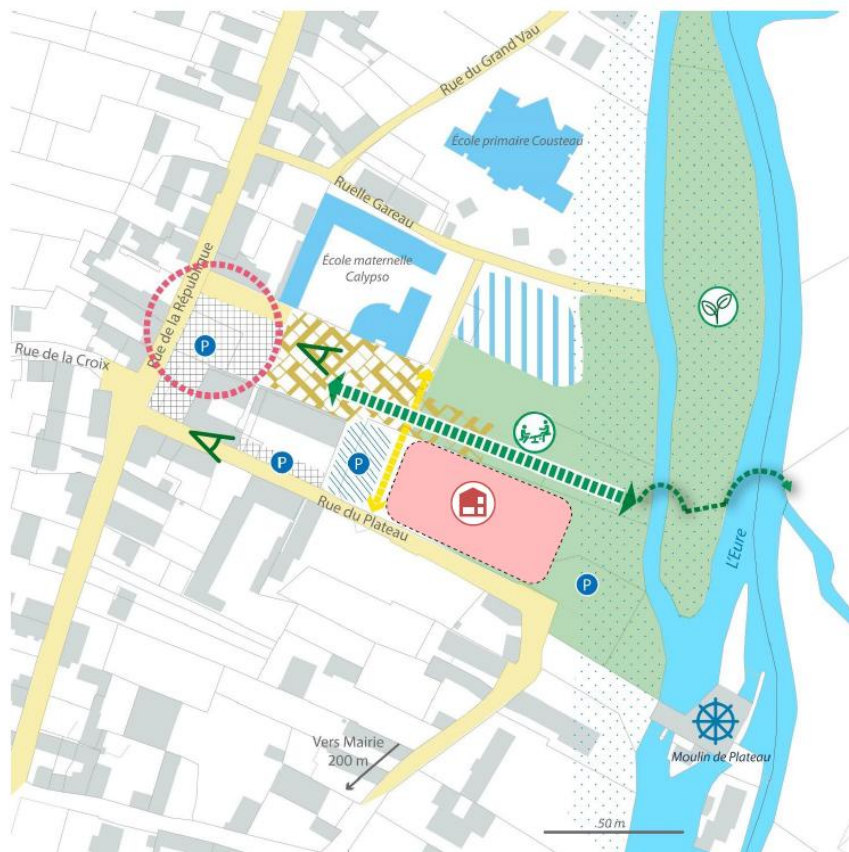 Rue du Grand Vau
École primaire Cousteau
Ruelle Gareau
École maternelle
Calypso
Rue de la République
P
Rue de la Croix
P
P
Rue du Plateau
P
L'Eure
Moulin de Plateau
Vers Mairie
200 m
50 m